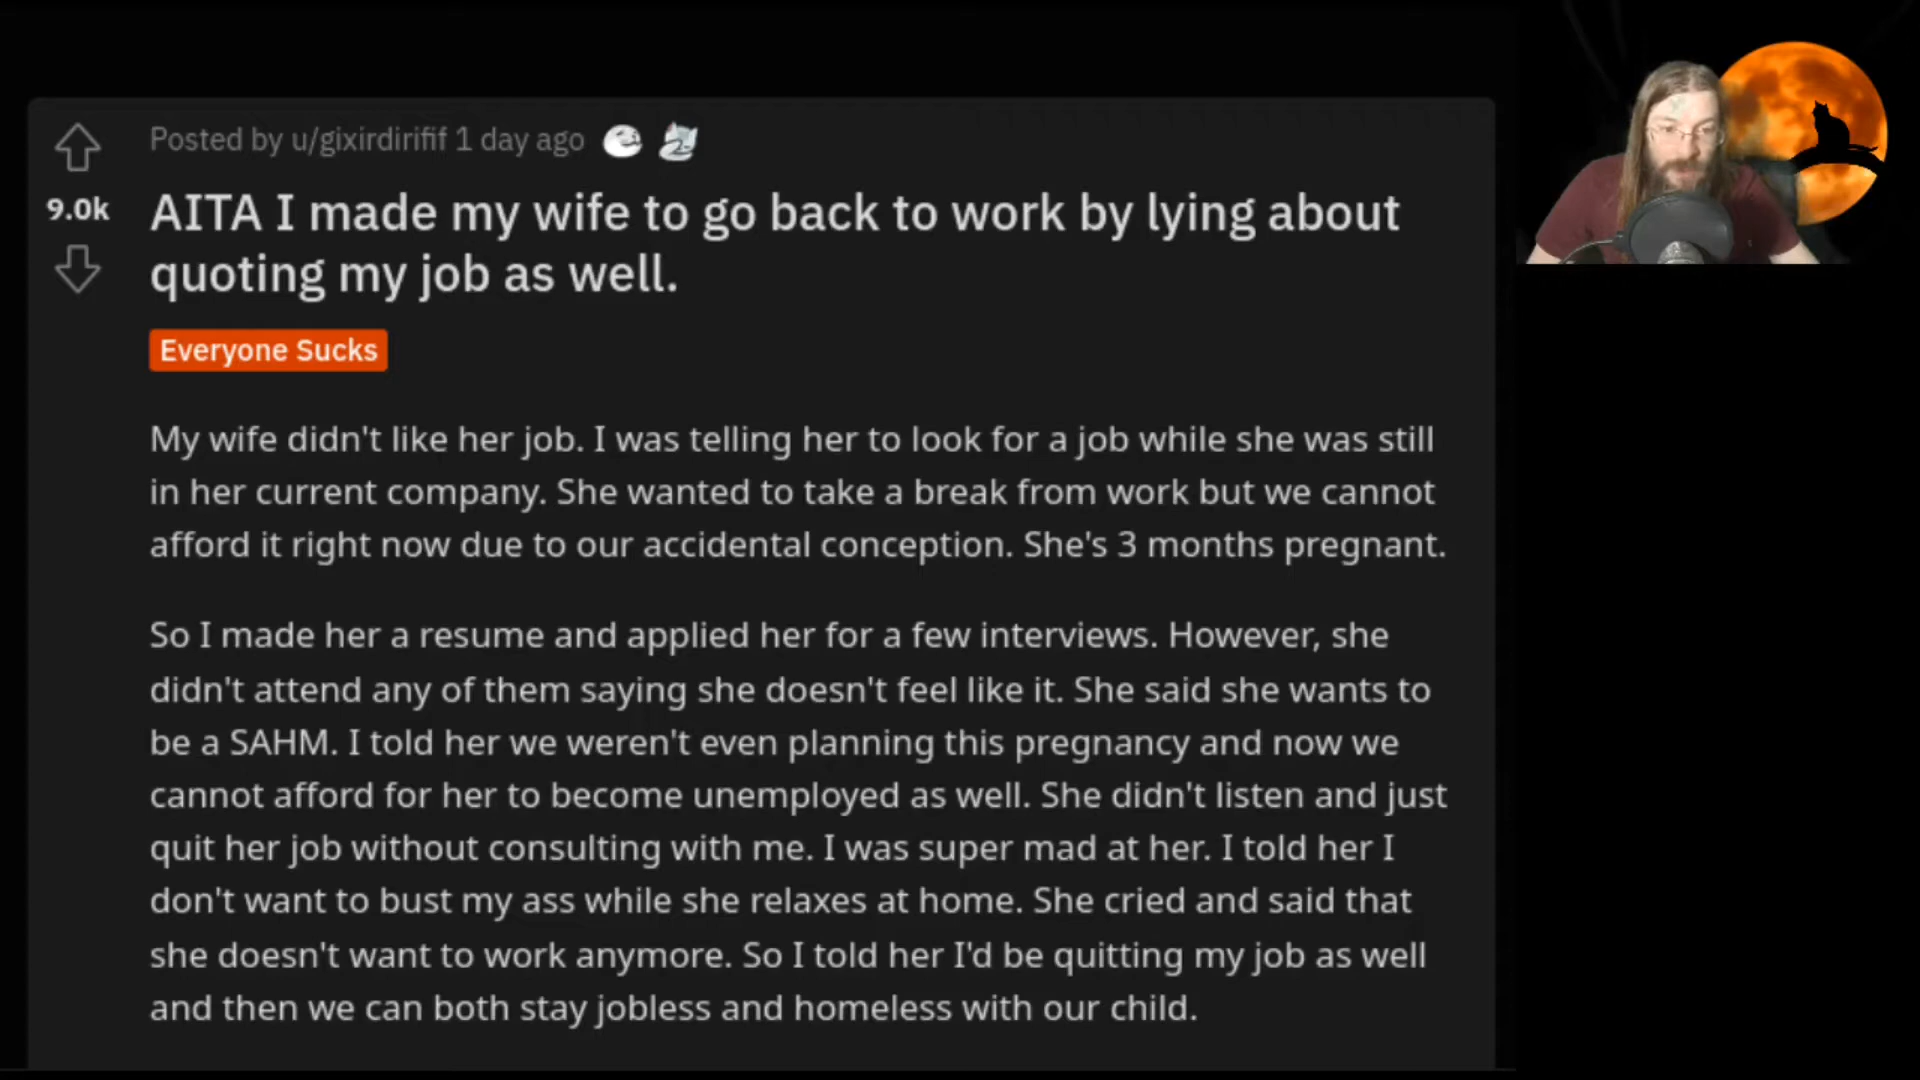 Posted by u/gixirdirifif 1 day ago
9.0k
AITA I made my wife to go back to work by lying about
quoting my job as well.
Everyone Sucks
My wife didn't like her job. I was telling her to look for a job while she was still
in her current company. She wanted to take a break from work but we cannot
afford it right now due to our accidental conception. She's 3 months pregnant.
So I made her a resume and applied her for a few interviews. However, she
didn't attend any of them saying she doesn't feel like it. She said she wants to
be a SAHM. I told her we weren't even planning this pregnancy and now we
cannot afford for her to become unemployed as well. She didn't listen and just
quit her job without consulting with me. I was super mad at her. I told her I
don't want to bust my ass while she relaxes at home. She cried and said that
she doesn't want to work anymore. So I told her I'd be quitting my job as well
and then we can both stay jobless and homeless with our child.